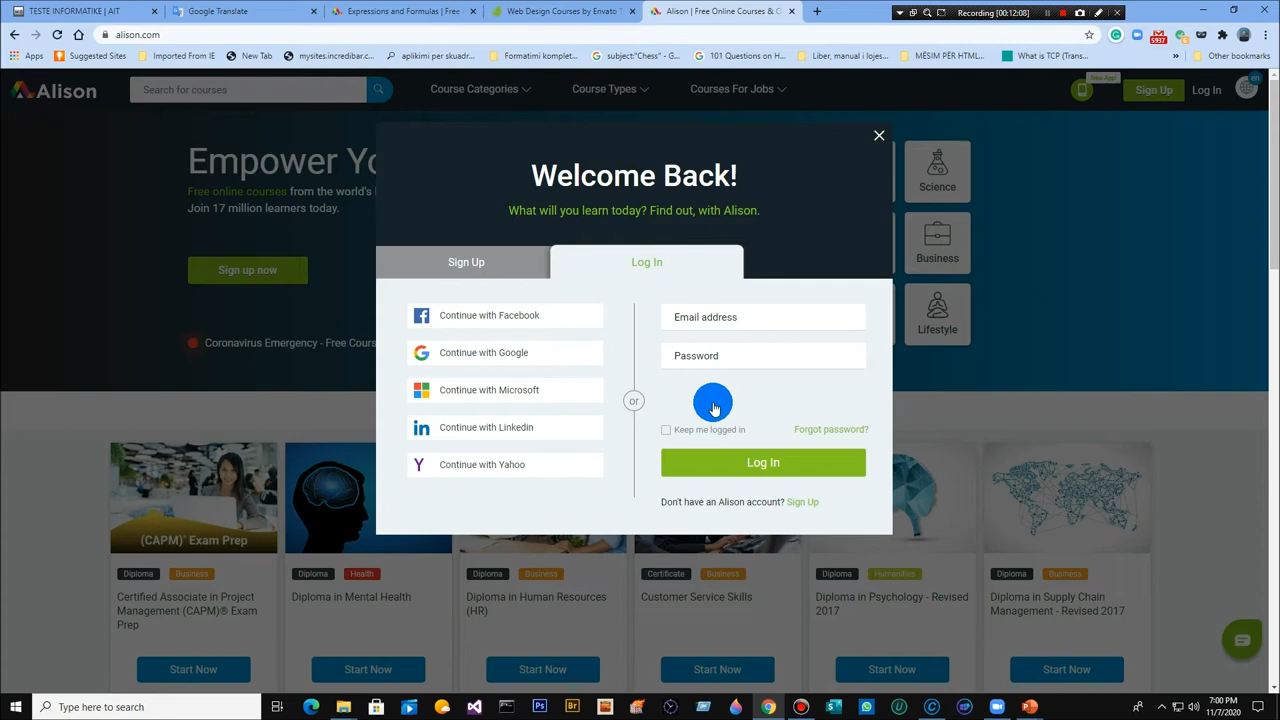 TESTE INFORMATIKE | AIT
Google Translate
Expressions and Formulas | Free
Web Design Courses by Envato T
Alison | Free Online Courses & C
Recording [00:12:08]
alison.com
5937
Apps
Suggested Sites
Imported From IE
New Tab
mysites.incredibar.c...
aplikimi per skuadr...
Formatimi komplet...
subject:"Chess" - G...
101 Questions on H...
Liber, manual i lojes...
MËSIM PËR HTML...
What is TCP (Trans...
Other bookmarks
Alison
Search for courses
Course Categories
Course Types
Courses For Jobs
New App!
Sign Up
Log In
en
Empower Yo
Free online courses from the world's
Join 17 million learners today.
Sign up now
Coronavirus Emergency - Free Cours
Science
Business
Lifestyle
Welcome Back!
What will you learn today? Find out, with Alison.
Sign Up
Log In
Continue with Facebook
Continue with Google
Continue with Microsoft
Continue with Linkedin
Continue with Yahoo
or
Email address
Password
Keep me logged in
Forgot password?
Log In
Don't have an Alison account? Sign Up
(CAPM)® Exam Prep
Diploma Business
Certified Associate in Project
Management (CAPM)® Exam
Prep
Start Now
Diploma Health
Diploma in Mental Health
Start Now
Diploma Business
Diploma in Human Resources
(HR)
Start Now
Certificate Business
Customer Service Skills
Start Now
Diploma Humanities
Diploma in Psychology - Revised
2017
Start Now
Diploma Business
Diploma in Supply Chain
Management - Revised 2017
Start Now
Type here to search
7:00 PM
11/7/2020